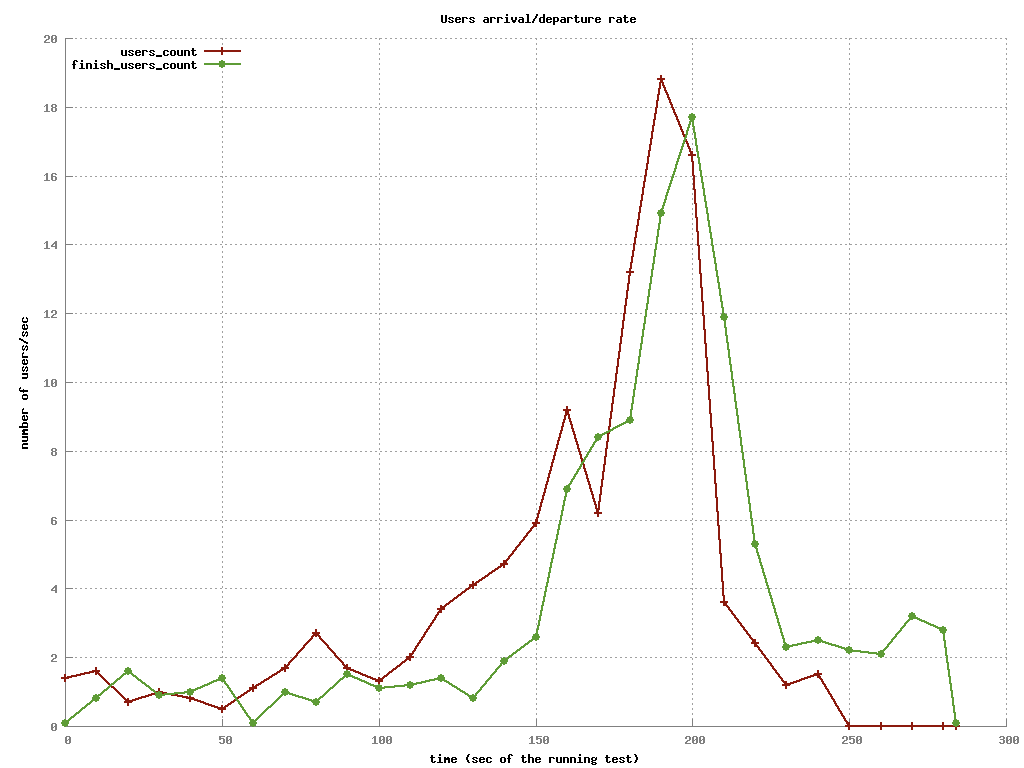 Users arrival/departure rate
users_count
finish_users_count
20
18
16
14
12
10
8
6
4
2
0
number of users/sec
0 50 100 150 200 250 300
time (sec of the running test)